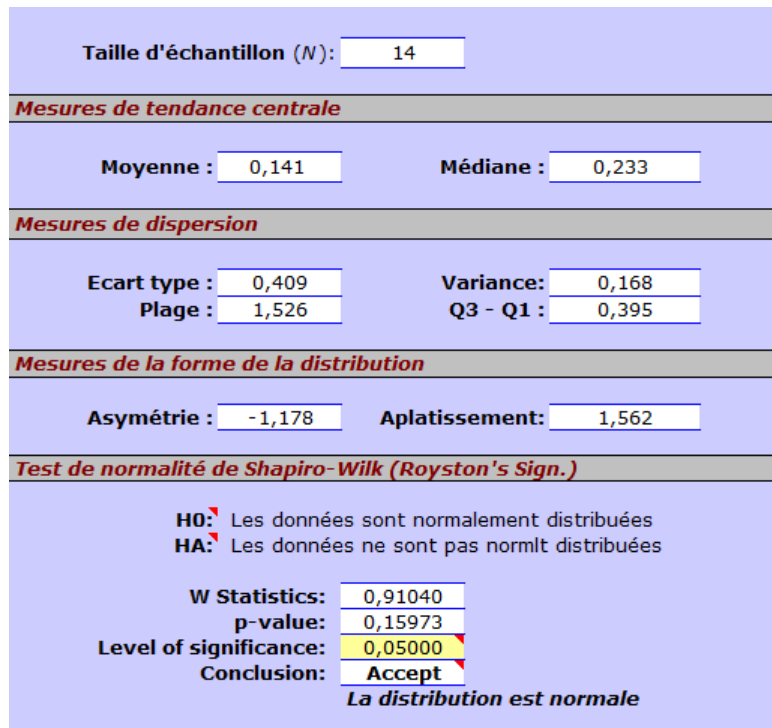 Taille d'échantillon (N): 14
Mesures de tendance centrale
Moyenne : 0,141 Médiane : 0,233
Mesures de dispersion
Ecart type : 0,409 Variance: 0,168
Plage : 1,526 Q3 - Q1 : 0,395
Mesures de la forme de la distribution
Asymétrie : -1,178 Aplatissement: 1,562
Test de normalité de Shapiro-Wilk (Royston's Sign.)
H0: Les données sont normalement distribuées
HA: Les données ne sont pas normlt distribuées
W Statistics: 0,91040
p-value: 0,15973
Level of significance: 0,05000
Conclusion: Accept
La distribution est normale